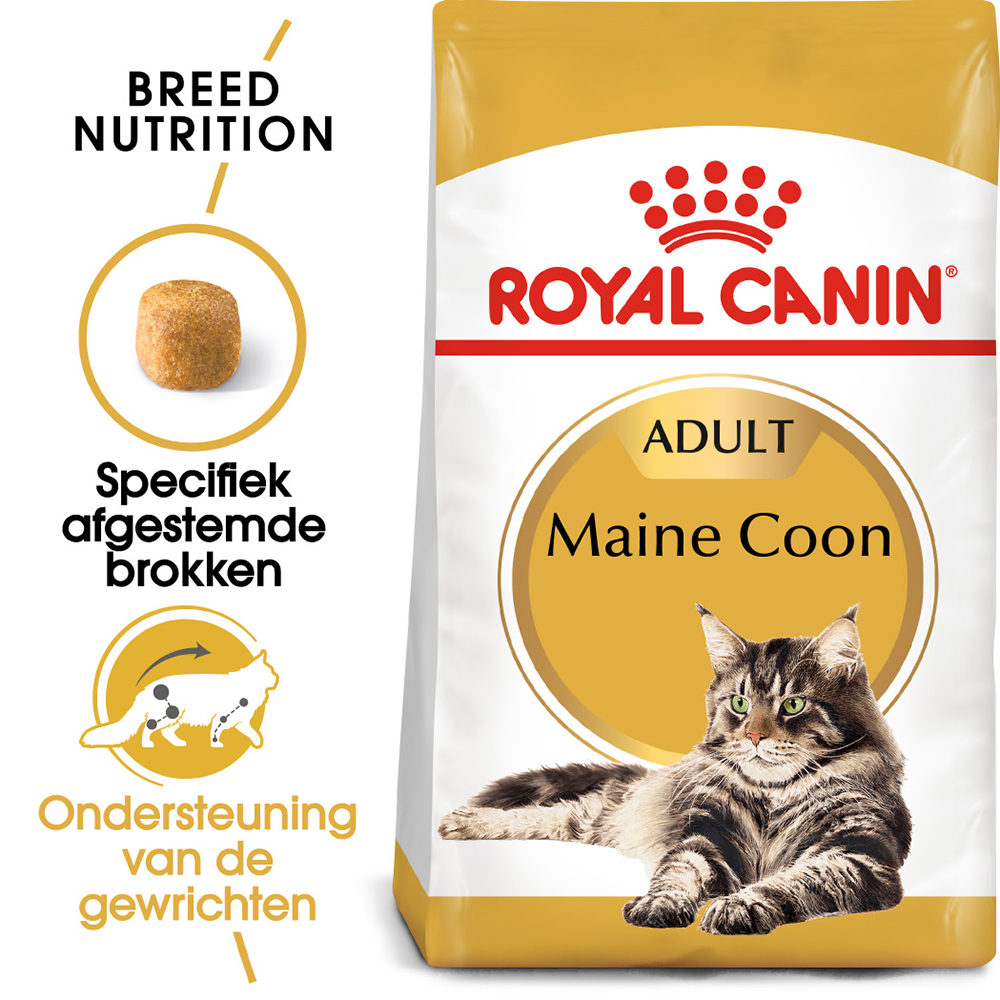 BREED
NUTRITION
Specifiek
afgestemde
brokken
Ondersteuning
van de
gewrichten
ROYAL CANIN®
ADULT
Maine Coon